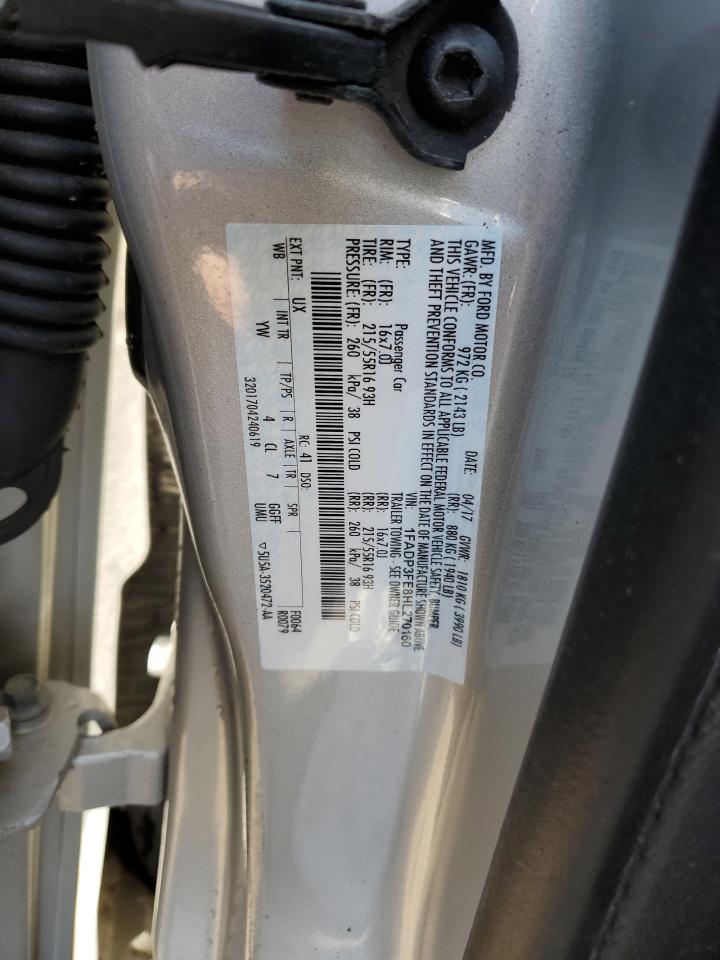 MFD. BY FORD MOTOR CO. DATE: 04/17 GVWR: 1810 KG ( 3990 LB)
GAWR: (FR): 972 KG ( 2143 LB) (RR): 880 KG ( 1940 LB)
THIS VEHICLE CONFORMS TO ALL APPLICABLE FEDERAL MOTOR VEHICLE SAFETY, BUMPER
AND THEFT PREVENTION STANDARDS IN EFFECT ON THE DATE OF MANUFACTURE SHOWN ABOVE
VIN: 1FADP3FE8HL270160
TYPE: Passenger Car TRAILER TOWING - SEE OWNER GUIDE
RIM: (FR): 16x7.0J (RR): 16x7.0J
TIRE: (FR): 215/55R16 93H (RR): 215/55R16 93H
PRESSURE (FR): 260 kPa/ 38 PSI COLD (RR): 260 kPa/ 38 PSI COLD
RC: 41 DSO: F0064
EXT PNT: UX R0079
INT TR TP/PS R AXLE TR SPR
WB YW 4 CL 7 GGFF UMU
3201704240619 ▽5U5A-3520472-AA